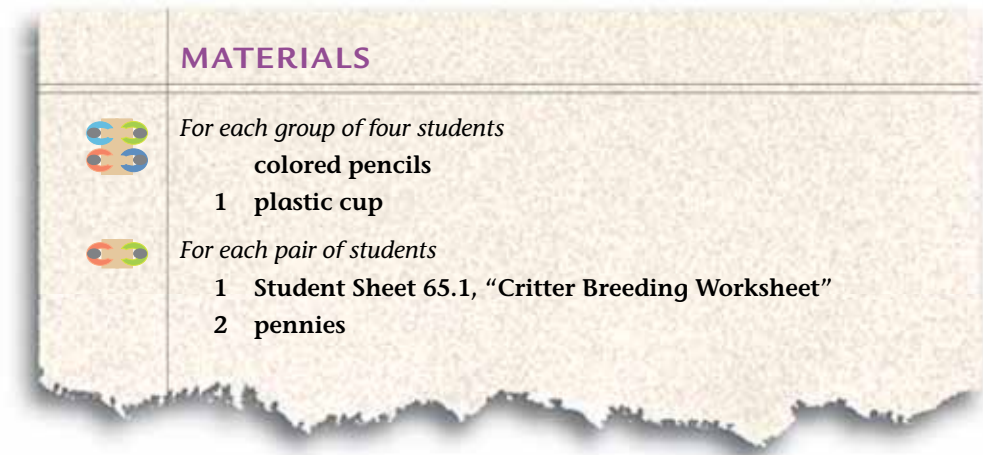 MATERIALS
For each group of four students
colored pencils
1 plastic cup
For each pair of students
1 Student Sheet 65.1, “Critter Breeding Worksheet”
2 pennies